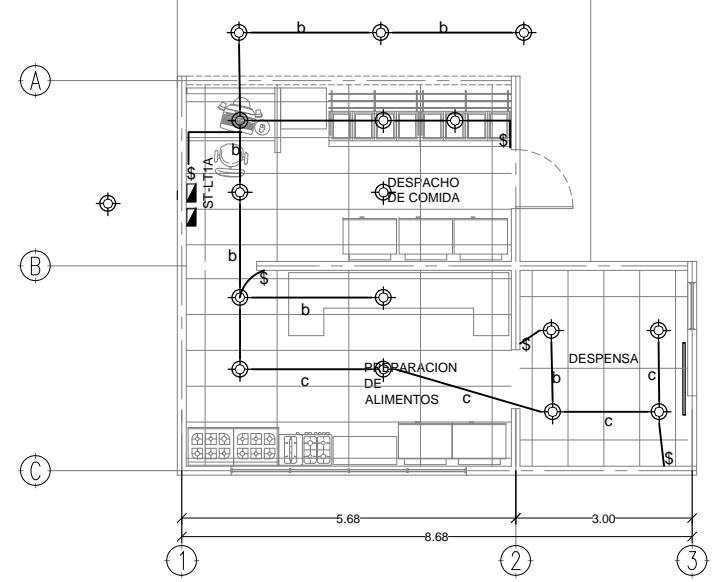 b
b
A
$
b
$
ST-LT1A
DESPACHO
DE COMIDA
b
B
$
b
$
DESPENSA
PREPARACION
DE
ALIMENTOS
b
c
c
c
c
$
C
5.68
3.00
8.68
1
2
3